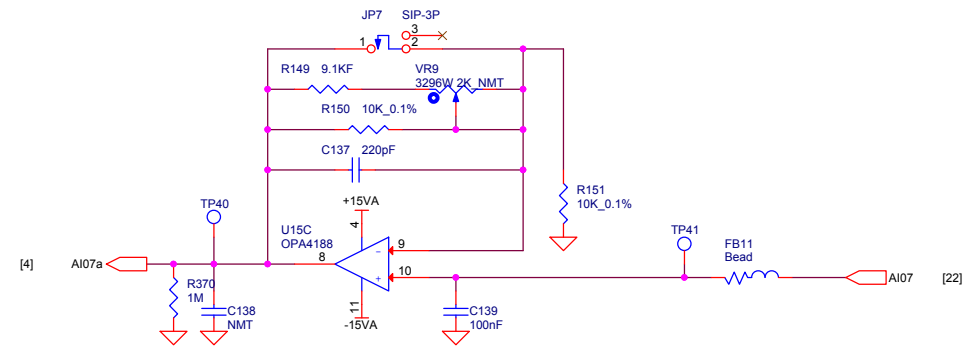 JP7 SIP-3P
3
1 2
R149 9.1KF VR9
3296W 2K_NMT
R150 10K_0.1%
C137 220pF
R151
10K_0.1%
+15VA
TP40
4
U15C
OPA4188
TP41
FB11
Bead
9
8
-
[4] AI07a
+
10
AI07 [22]
R370
1M
C138
NMT
11
-15VA
C139
100nF